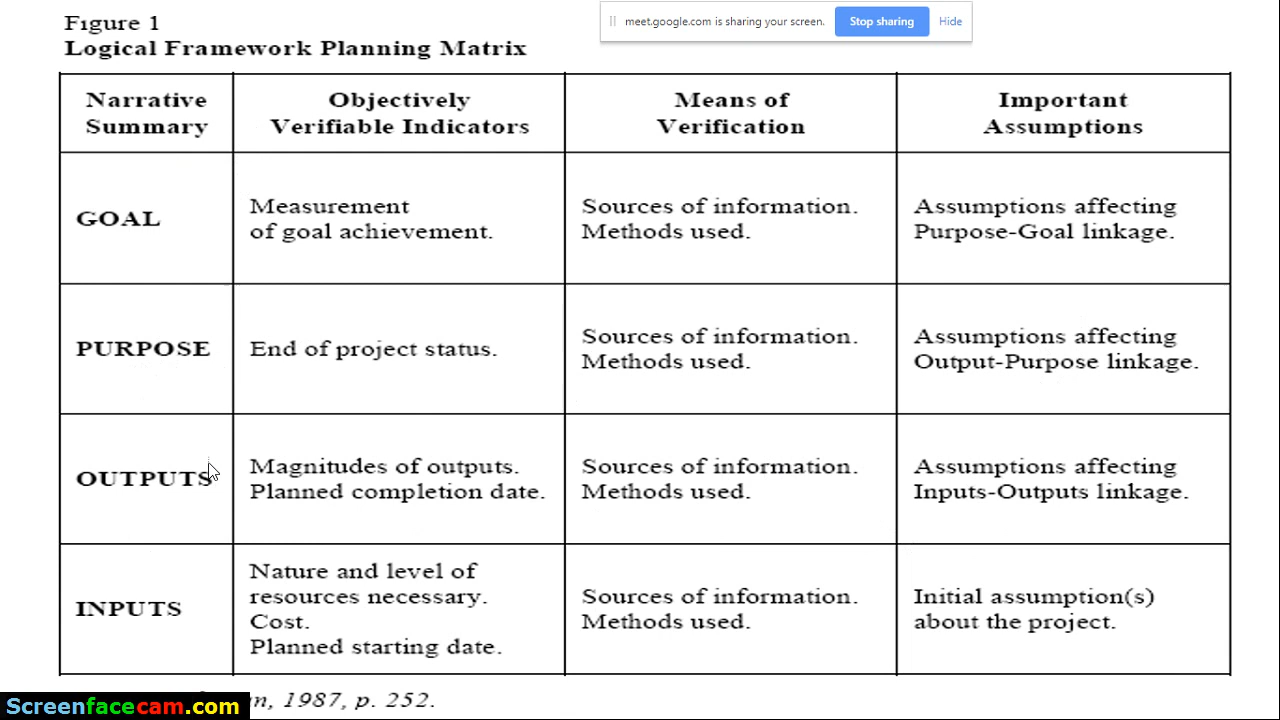 Figure 1
Logical Framework Planning Matrix
meet.google.com is sharing your screen.
Stop sharing
Hide
Narrative
Summary
Objectively
Verifiable Indicators
Means of
Verification
Important
Assumptions
GOAL
Measurement
of goal achievement.
Sources of information.
Methods used.
Assumptions affecting
Purpose-Goal linkage.
PURPOSE
End of project status.
Sources of information.
Methods used.
Assumptions affecting
Output-Purpose linkage.
OUTPUTS
Magnitudes of outputs.
Planned completion date.
Sources of information.
Methods used.
Assumptions affecting
Inputs-Outputs linkage.
INPUTS
Nature and level of
resources necessary.
Cost.
Planned starting date.
Sources of information.
Methods used.
Initial assumption(s)
about the project.
1987, p. 252.
Screenfacecam.com